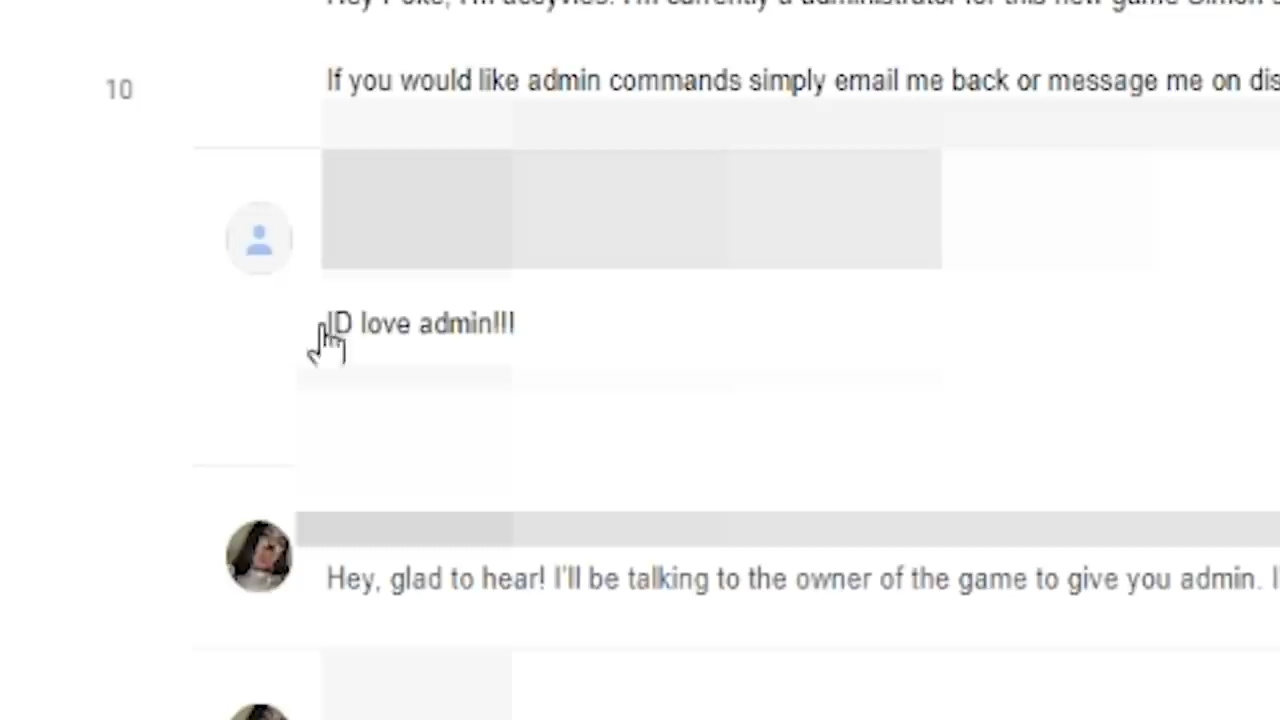 If you would like admin commands simply email me back or message me on dis
10
ID love admin!!!
Hey, glad to hear! I'll be talking to the owner of the game to give you admin. I